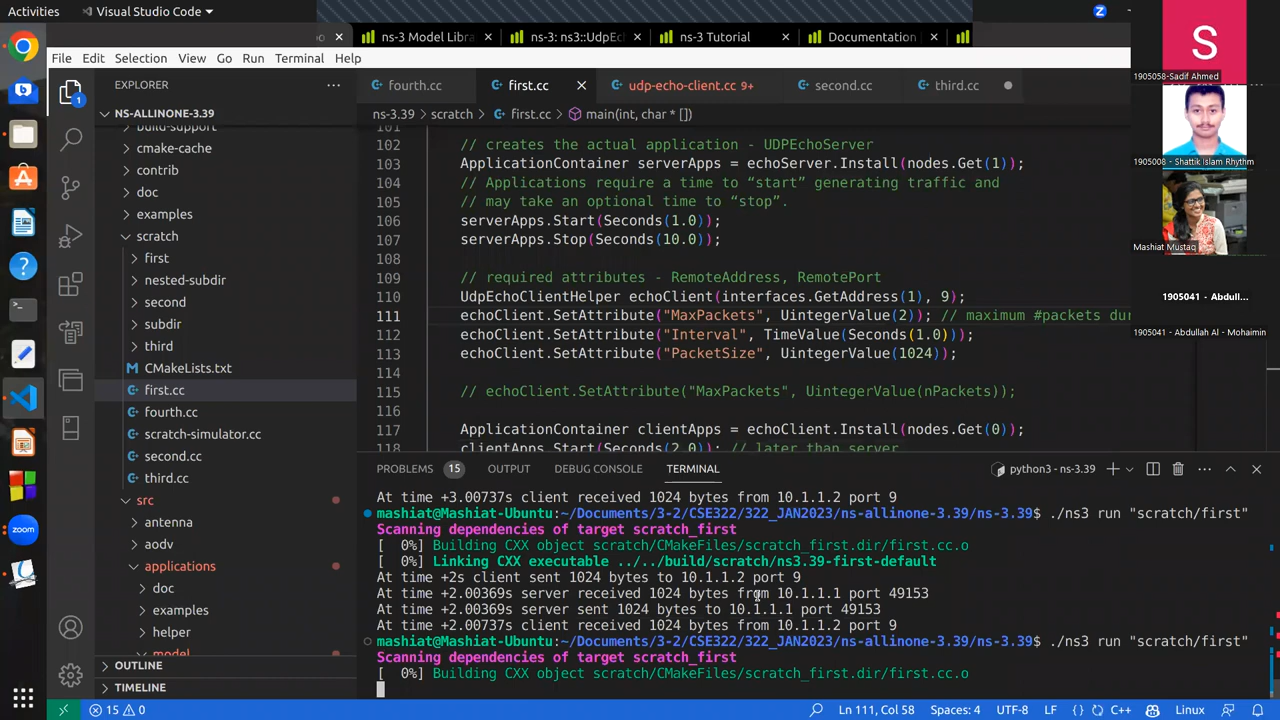 Activities
Visual Studio Code
Z
S
1905058-Sadif Ahmed
ns-3 Model Libra
ns-3: ns3::UdpEc
ns-3 Tutorial
Documentation
File Edit Selection View Go Run Terminal Help
EXPLORER
fourth.cc
first.cc
udp-echo-client.cc 9+
second.cc
third.cc
1
NS-ALLINONE-3.39
ns-3.39 > scratch > first.cc > main(int, char * [])
build-support
cmake-cache
contrib
doc
examples
scratch
first
nested-subdir
second
subdir
third
CMakeLists.txt
first.cc
fourth.cc
scratch-simulator.cc
second.cc
third.cc
src
antenna
aodv
applications
doc
examples
helper
model
OUTLINE
TIMELINE
101
102 // creates the actual application - UDPEchoServer
103 ApplicationContainer serverApps = echoServer.Install(nodes.Get(1));
104 // Applications require a time to “start” generating traffic and
105 // may take an optional time to “stop”.
106 serverApps.Start(Seconds(1.0));
107 serverApps.Stop(Seconds(10.0));
108
109 // required attributes - RemoteAddress, RemotePort
110 UdpEchoClientHelper echoClient(interfaces.GetAddress(1), 9);
111 echoClient.SetAttribute("MaxPackets", UintegerValue(2)); // maximum #packets dur
112 echoClient.SetAttribute("Interval", TimeValue(Seconds(1.0)));
113 echoClient.SetAttribute("PacketSize", UintegerValue(1024));
114
115 // echoClient.SetAttribute("MaxPackets", UintegerValue(nPackets));
116
117 ApplicationContainer clientApps = echoClient.Install(nodes.Get(0));
118 clientApps.Start(Seconds(2.0)); // later than server
1905008 - Shattik Islam Rhythm
Mashiat Mustaq
1905041 - Abdull...
1905041 - Abdullah Al - Mohaimin
PROBLEMS 15 OUTPUT DEBUG CONSOLE TERMINAL python3 - ns-3.39
At time +3.00737s client received 1024 bytes from 10.1.1.2 port 9
mashiat@Mashiat-Ubuntu:~/Documents/3-2/CSE322/322_JAN2023/ns-allinone-3.39/ns-3.39$ ./ns3 run "scratch/first"
Scanning dependencies of target scratch_first
[ 0%] Building CXX object scratch/CMakeFiles/scratch_first.dir/first.cc.o
[ 0%] Linking CXX executable ../../build/scratch/ns3.39-first-default
At time +2s client sent 1024 bytes to 10.1.1.2 port 9
At time +2.00369s server received 1024 bytes from 10.1.1.1 port 49153
At time +2.00369s server sent 1024 bytes to 10.1.1.1 port 49153
At time +2.00737s client received 1024 bytes from 10.1.1.2 port 9
mashiat@Mashiat-Ubuntu:~/Documents/3-2/CSE322/322_JAN2023/ns-allinone-3.39/ns-3.39$ ./ns3 run "scratch/first"
Scanning dependencies of target scratch_first
[ 0%] Building CXX object scratch/CMakeFiles/scratch_first.dir/first.cc.o
zoom
15 0
Ln 111, Col 58 Spaces: 4 UTF-8 LF {} C++ Linux